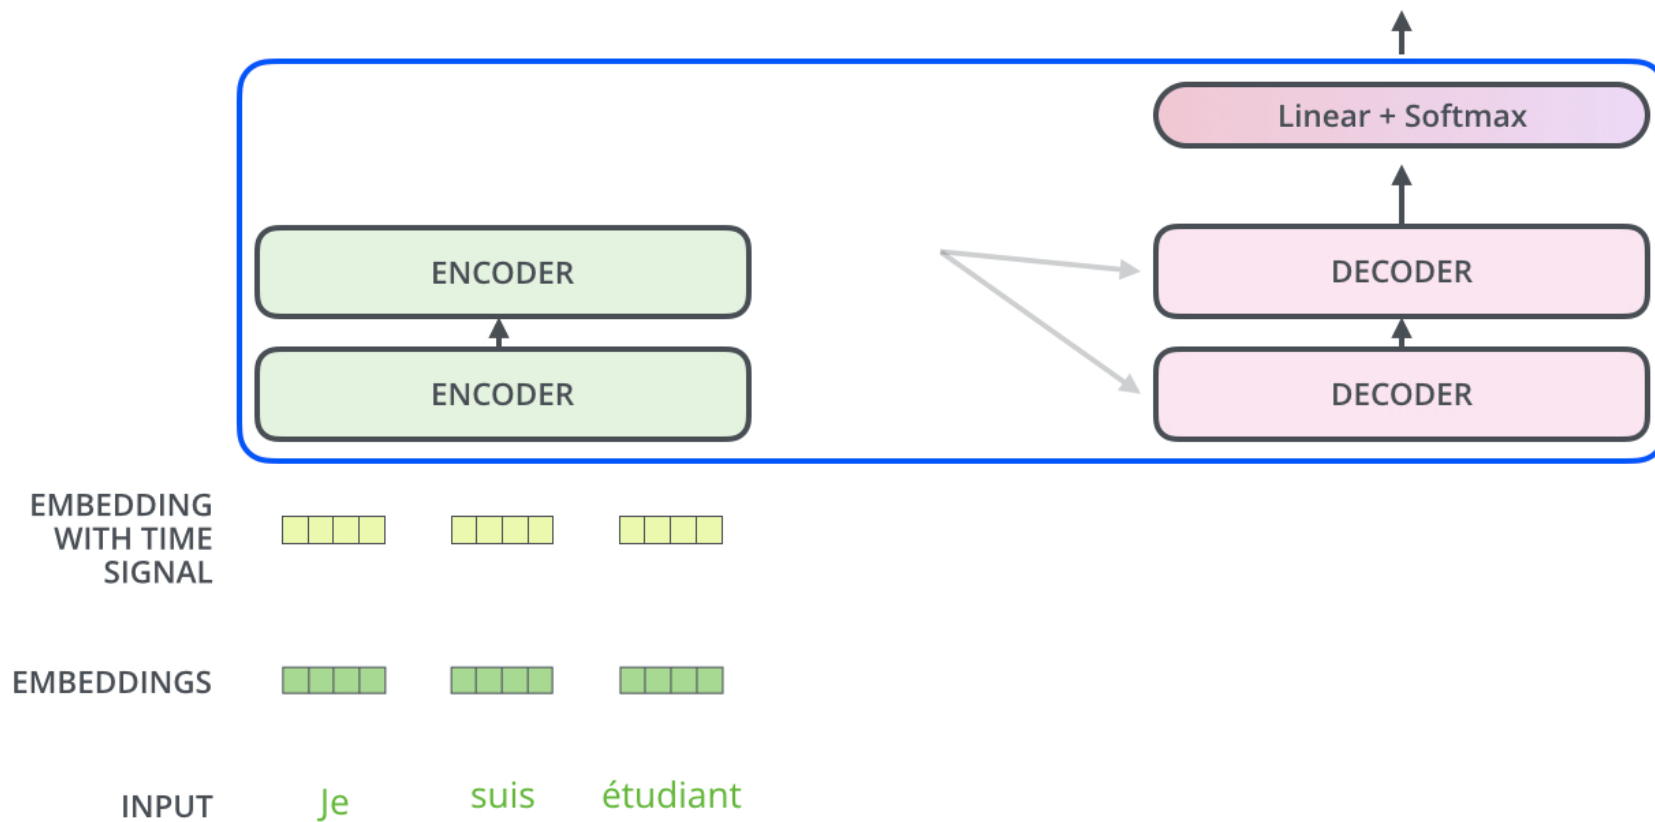 Linear + Softmax
ENCODER
DECODER
ENCODER
DECODER
EMBEDDING
WITH TIME
SIGNAL
EMBEDDINGS
INPUT
Je
suis
étudiant